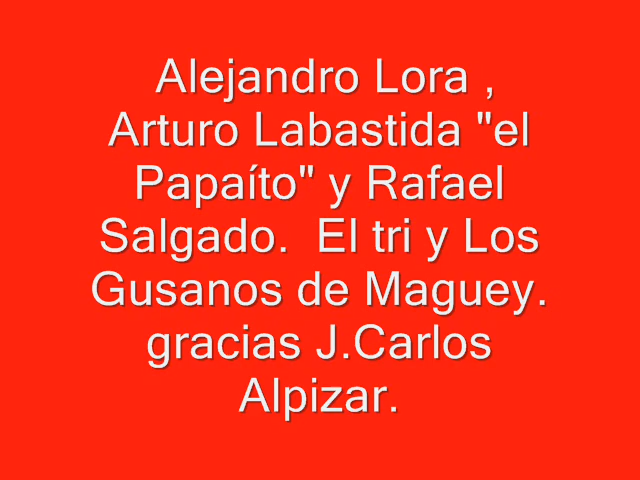 Alejandro Lora ,
Arturo Labastida "el
Papaíto" y Rafael
Salgado.  El tri y Los
Gusanos de Maguey.
gracias J.Carlos
Alpizar.